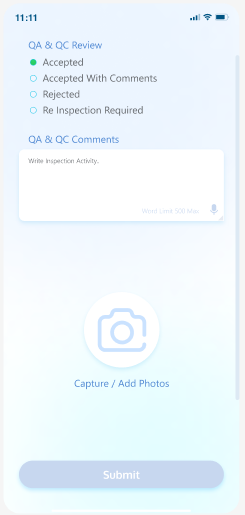 11:11
QA & QC Review
Accepted
Accepted With Comments
Rejected
Re Inspection Required
QA & QC Comments
Write Inspection Activity.
Word Limit 500 Max
Capture / Add Photos
Submit